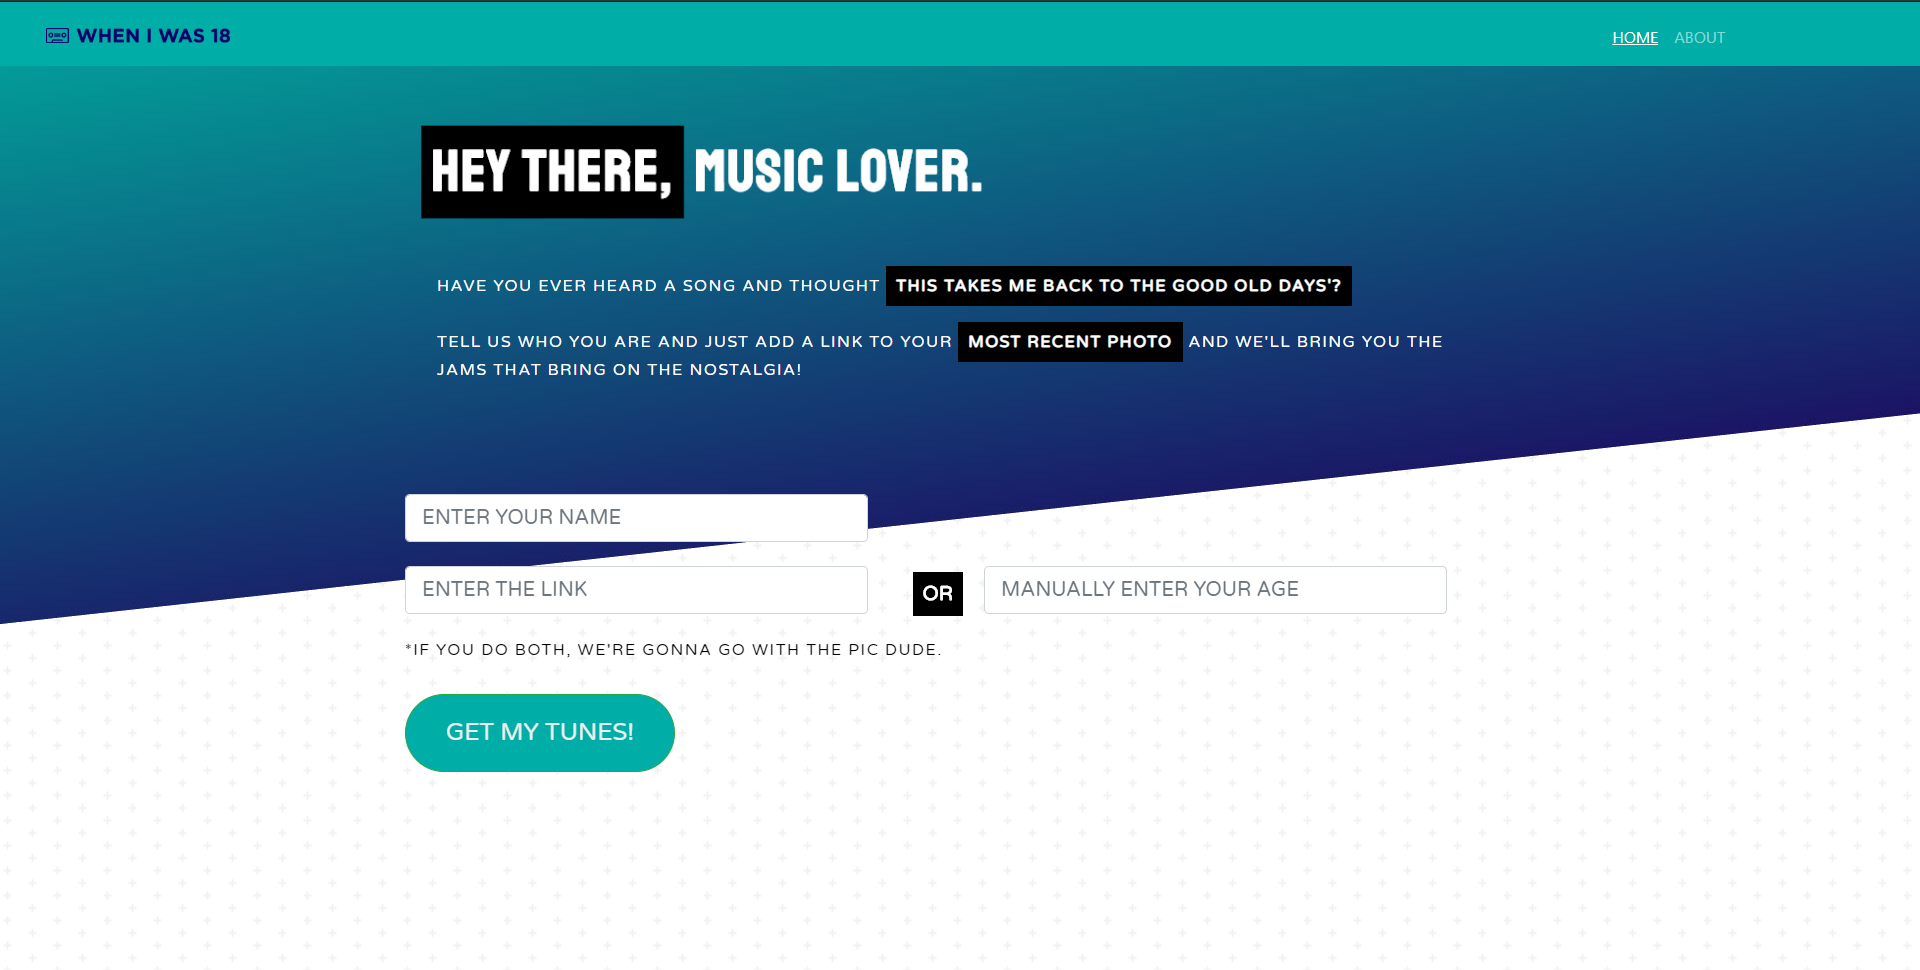 WHEN I WAS 18
HOME ABOUT
HEY THERE, MUSIC LOVER.
HAVE YOU EVER HEARD A SONG AND THOUGHT THIS TAKES ME BACK TO THE GOOD OLD DAYS'?
TELL US WHO YOU ARE AND JUST ADD A LINK TO YOUR MOST RECENT PHOTO AND WE'LL BRING YOU THE
JAMS THAT BRING ON THE NOSTALGIA!
ENTER YOUR NAME
ENTER THE LINK OR MANUALLY ENTER YOUR AGE
*IF YOU DO BOTH, WE'RE GONNA GO WITH THE PIC DUDE.
GET MY TUNES!